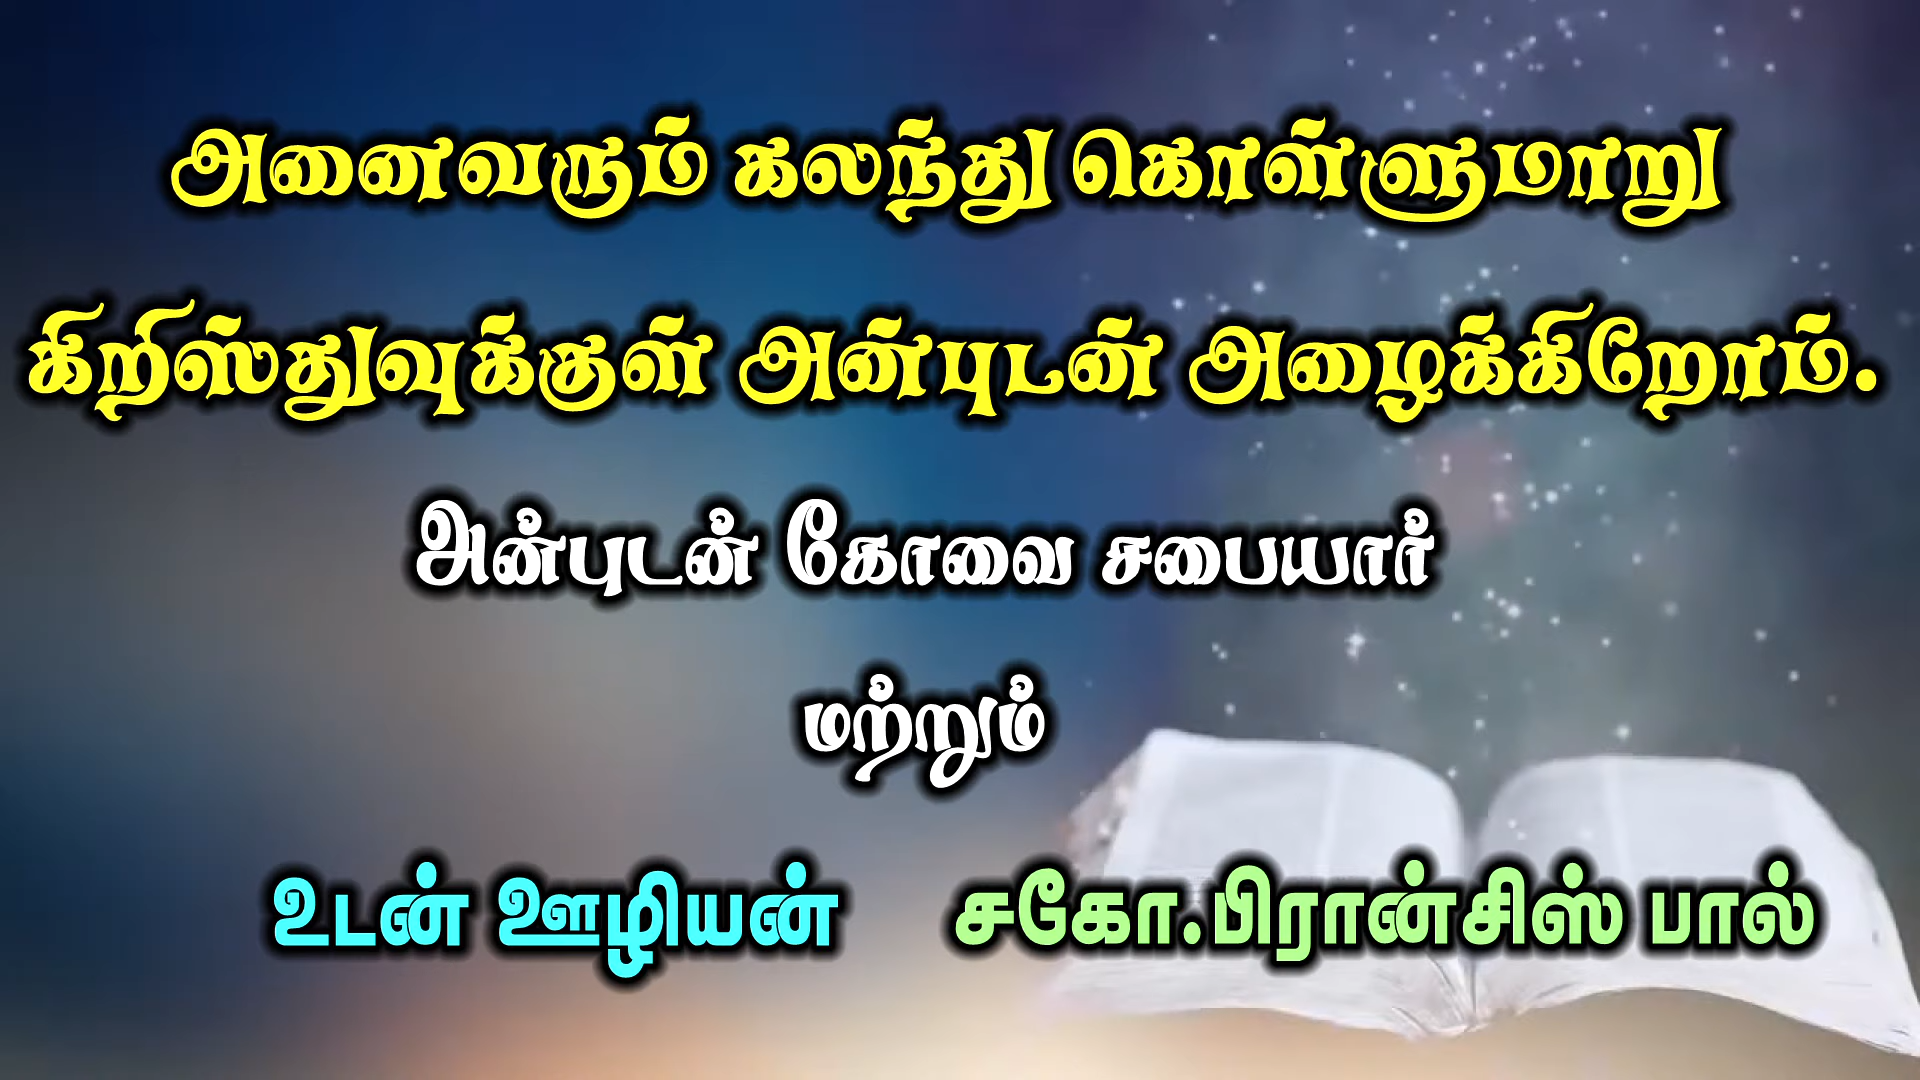 அனைவரும் கலந்து கொள்ளுமாறு
கிறிஸ்துவுக்குள் அன்புடன் அழைக்கிறோம்.
அன்புடன் கோவை சபையார்
மற்றும்
உடன் ஊழியன் சகோ.பிரான்சிஸ் பால்